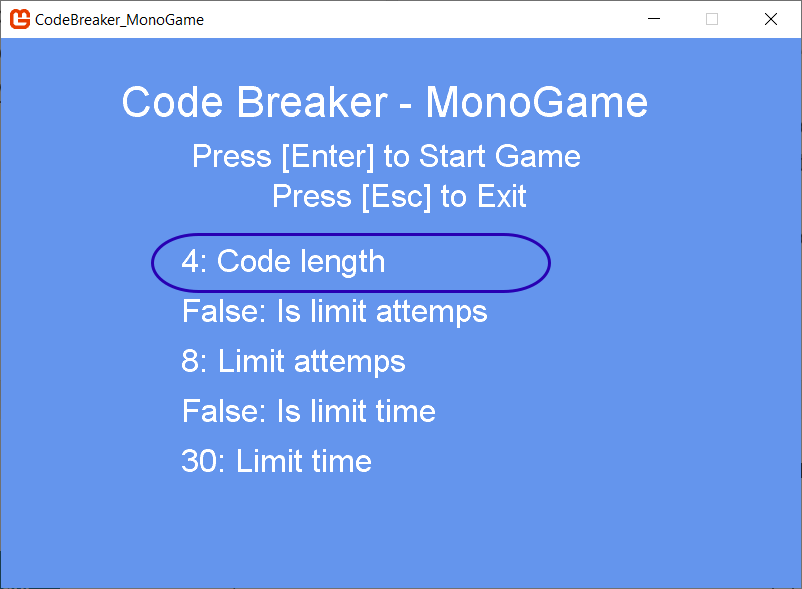 CodeBreaker_MonoGame
Code Breaker - MonoGame
Press [Enter] to Start Game
Press [Esc] to Exit
4: Code length
False: Is limit attemps
8: Limit attemps
False: Is limit time
30: Limit time